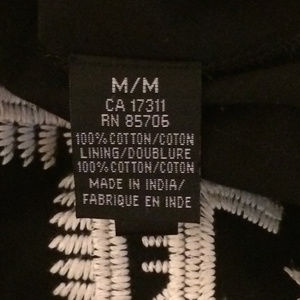 M/M
CA 17311
RN 85706
100% COTTON/COTON
LINING/DOUBLURE
100% COTTON/COTON
MADE IN INDIA/
FABRIQUE EN INDE